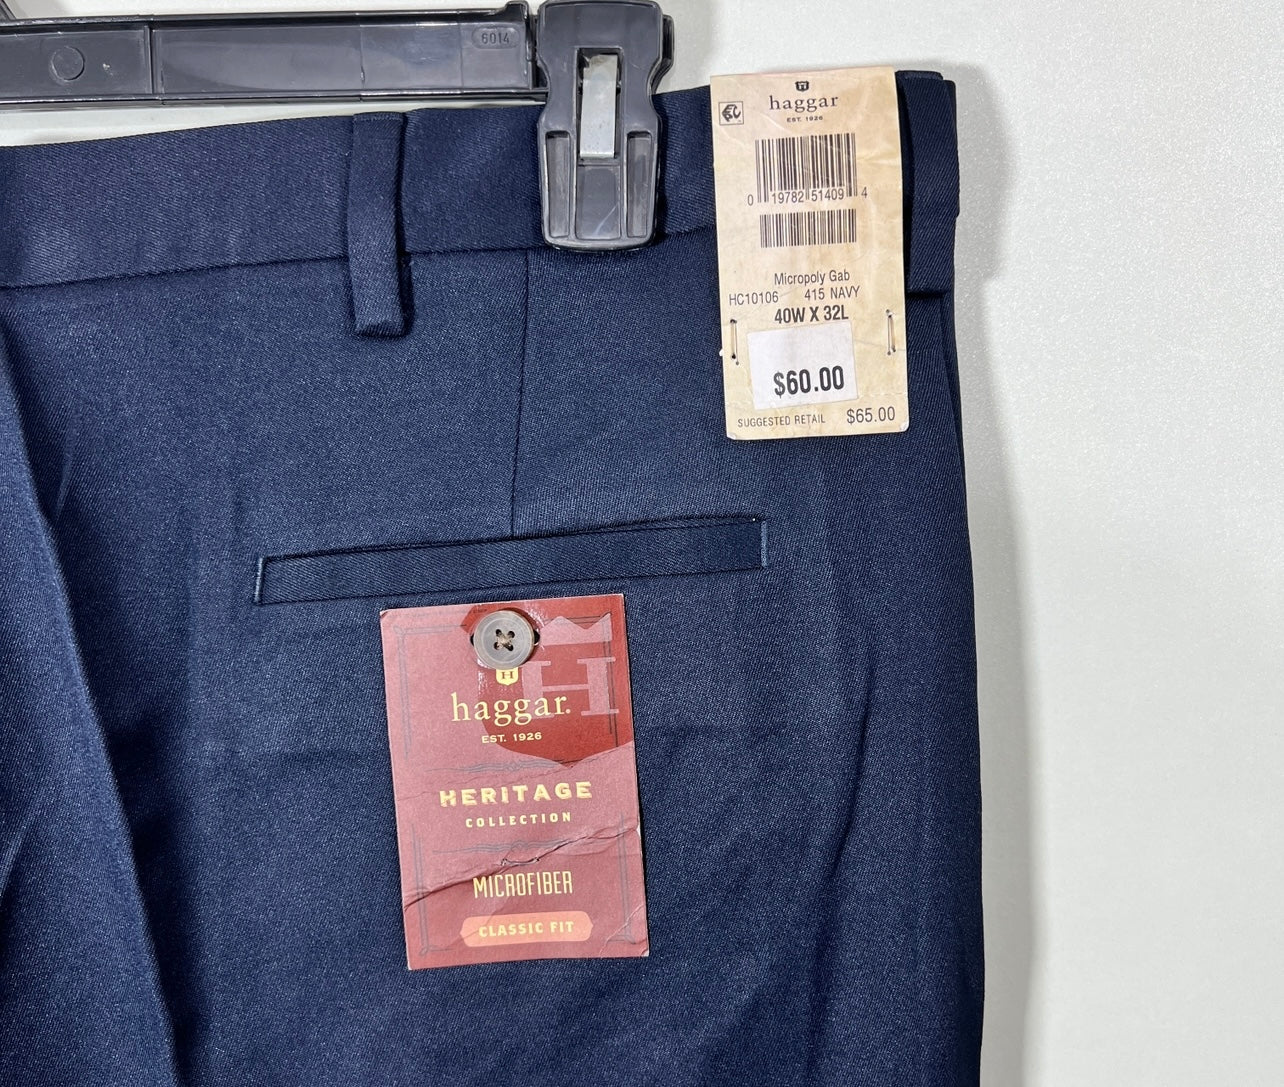 6014
haggar
EST. 1926
0 19782 51409 4
Micropoly Gab
HC10106 415 NAVY
40W X 32L
$60.00
SUGGESTED RETAIL $65.00
H
H
haggar.
EST. 1926
HERITAGE
COLLECTION
MICROFIBER
CLASSIC FIT